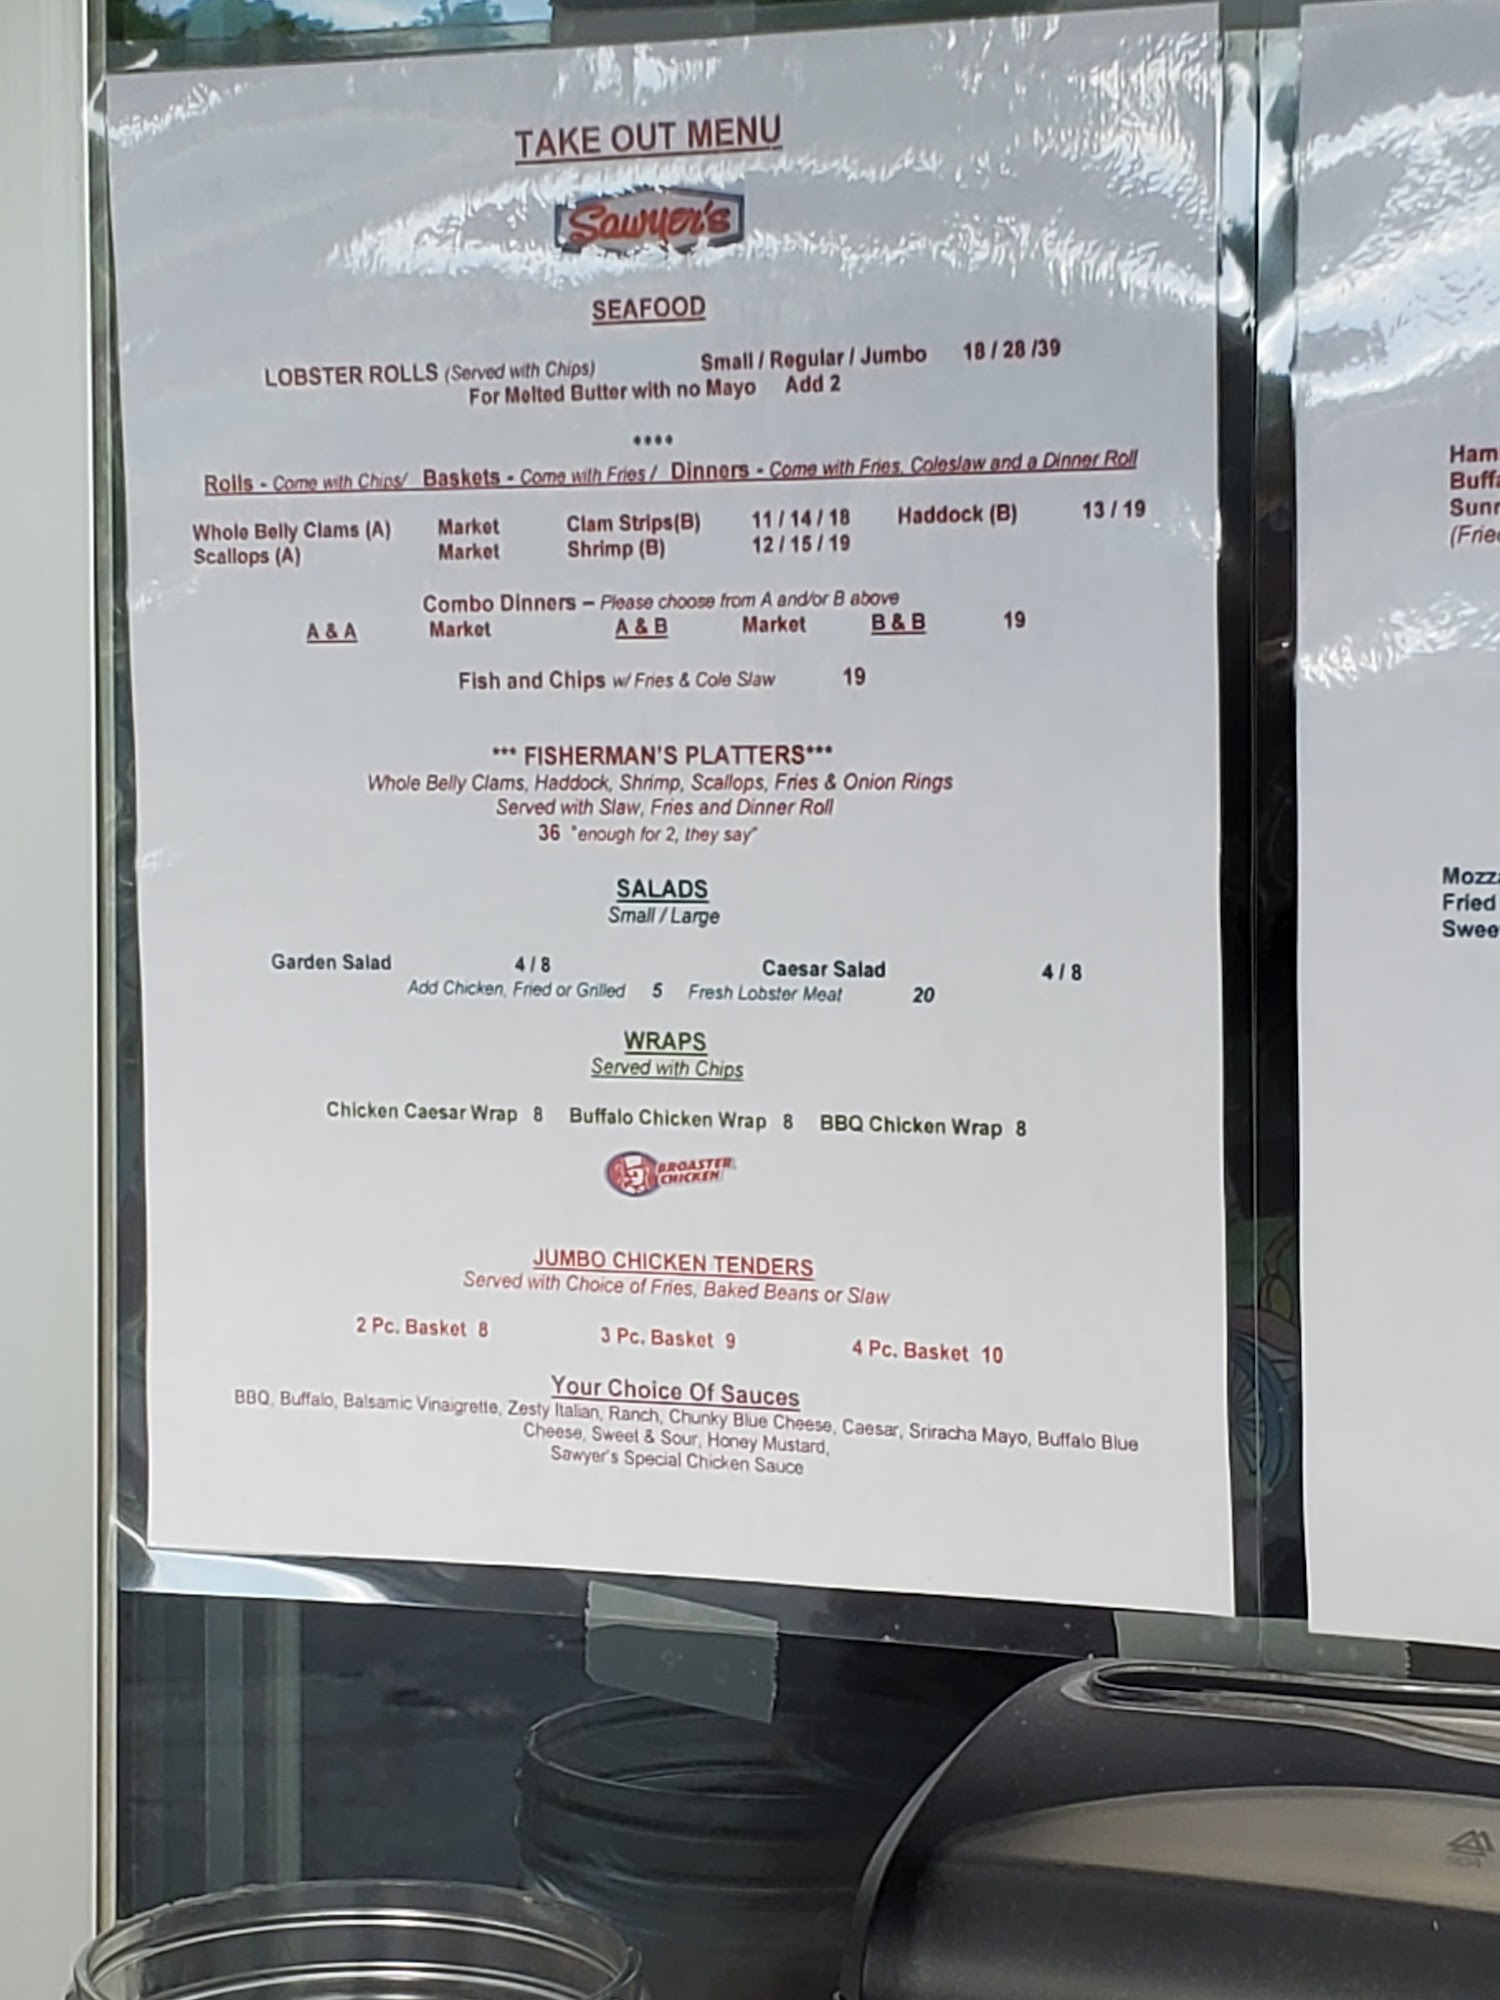 TAKE OUT MENU
Sawyer's
SEAFOOD
LOBSTER ROLLS (Served with Chips) Small / Regular / Jumbo 18 / 28 /39
For Melted Butter with no Mayo Add 2
****
Rolls - Come with Chips/ Baskets - Come with Fries / Dinners - Come with Fries, Coleslaw and a Dinner Roll
Whole Belly Clams (A) Market Clam Strips(B) 11 / 14 / 18 Haddock (B) 13 / 19
Scallops (A) Market Shrimp (B) 12 / 15 / 19
Combo Dinners – Please choose from A and/or B above
A & A Market A & B Market B & B 19
Fish and Chips w/ Fries & Cole Slaw 19
*** FISHERMAN'S PLATTERS***
Whole Belly Clams, Haddock, Shrimp, Scallops, Fries & Onion Rings
Served with Slaw, Fries and Dinner Roll
36 "enough for 2, they say"
SALADS
Small / Large
Garden Salad 4 / 8 Caesar Salad 4 / 8
Add Chicken, Fried or Grilled 5 Fresh Lobster Meat 20
WRAPS
Served with Chips
Chicken Caesar Wrap 8 Buffalo Chicken Wrap 8 BBQ Chicken Wrap 8
BROASTER
CHICKEN
JUMBO CHICKEN TENDERS
Served with Choice of Fries, Baked Beans or Slaw
2 Pc. Basket 8 3 Pc. Basket 9 4 Pc. Basket 10
Your Choice Of Sauces
BBQ, Buffalo, Balsamic Vinaigrette, Zesty Italian, Ranch, Chunky Blue Cheese, Caesar, Sriracha Mayo, Buffalo Blue
Cheese, Sweet & Sour, Honey Mustard,
Sawyer's Special Chicken Sauce
Ham
Buffa
Sunr
(Frie
Mozz
Fried
Swee